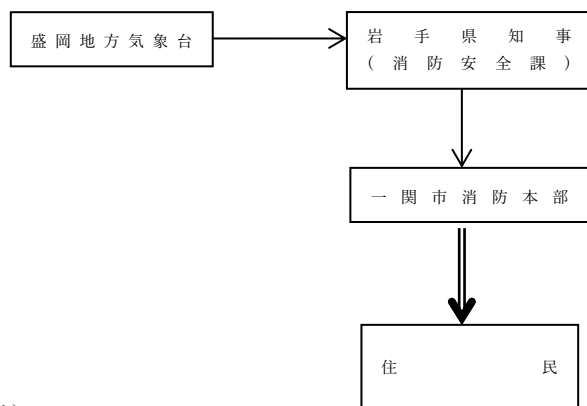 盛岡地方気象台
岩手県知事
(消防安全課)
一関市消防本部
住民